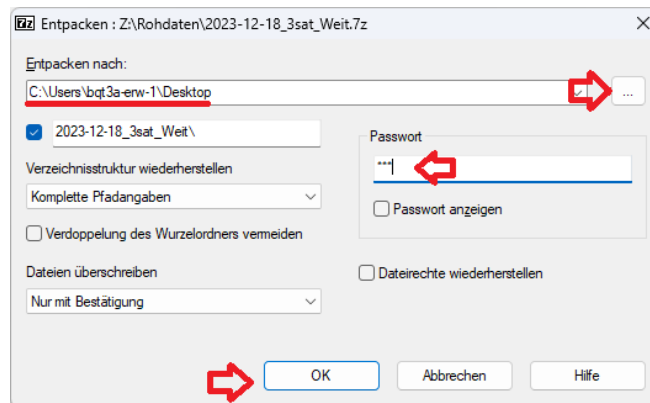 7z Entpacken : Z:\Rohdaten\2023-12-18_3sat_Weit.7z
Entpacken nach:
C:\Users\bqt3a-erw-1\Desktop
...
2023-12-18_3sat_Weit\
Passwort
***
Verzeichnisstruktur wiederherstellen
Komplette Pfadangaben
Passwort anzeigen
Verdoppelung des Wurzelordners vermeiden
Dateien überschreiben
Dateirechte wiederherstellen
Nur mit Bestätigung
OK Abbrechen Hilfe